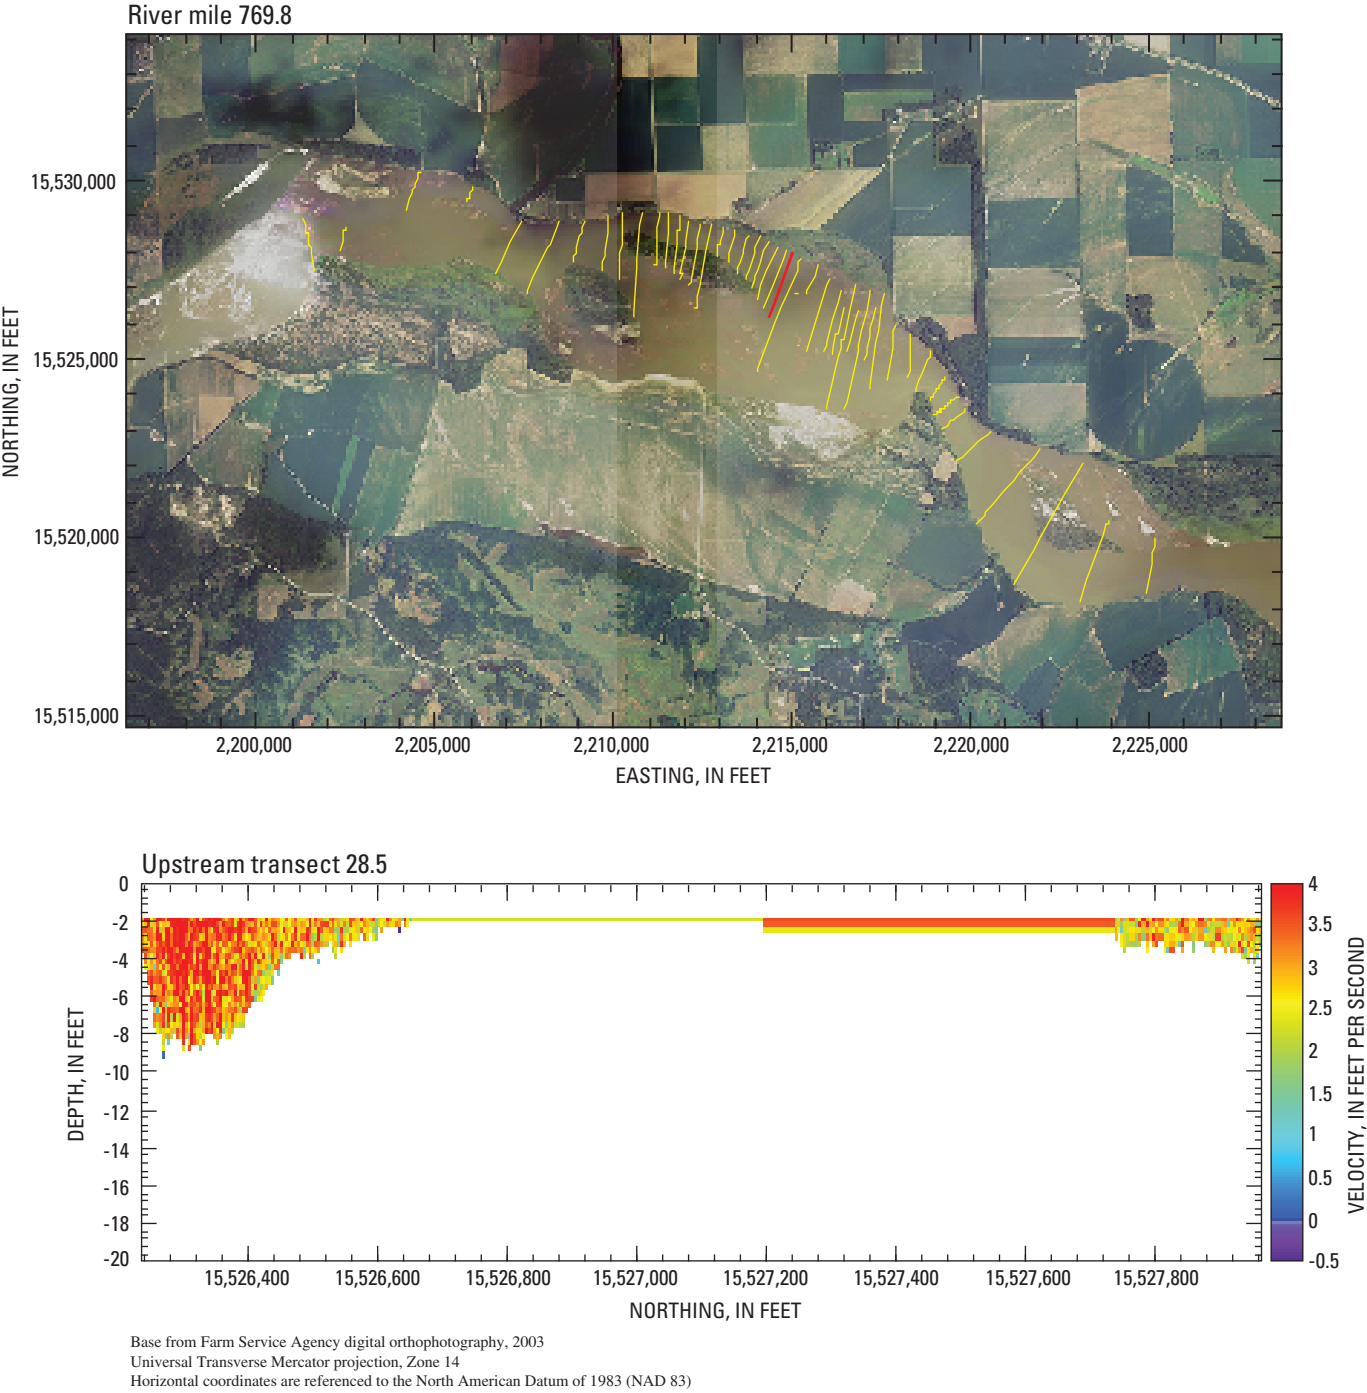 River mile 769.8
15,530,000
15,525,000
15,520,000
15,515,000
NORTHING, IN FEET
2,200,000 2,205,000 2,210,000 2,215,000 2,220,000 2,225,000
EASTING, IN FEET
Upstream transect 28.5
0
-2
-4
-6
-8
-10
-12
-14
-16
-18
-20
DEPTH, IN FEET
15,526,400 15,526,600 15,526,800 15,527,000 15,527,200 15,527,400 15,527,600 15,527,800
NORTHING, IN FEET
4
3.5
3
2.5
2
1.5
1
0.5
0
-0.5
VELOCITY, IN FEET PER SECOND
Base from Farm Service Agency digital orthophotography, 2003
Universal Transverse Mercator projection, Zone 14
Horizontal coordinates are referenced to the North American Datum of 1983 (NAD 83)